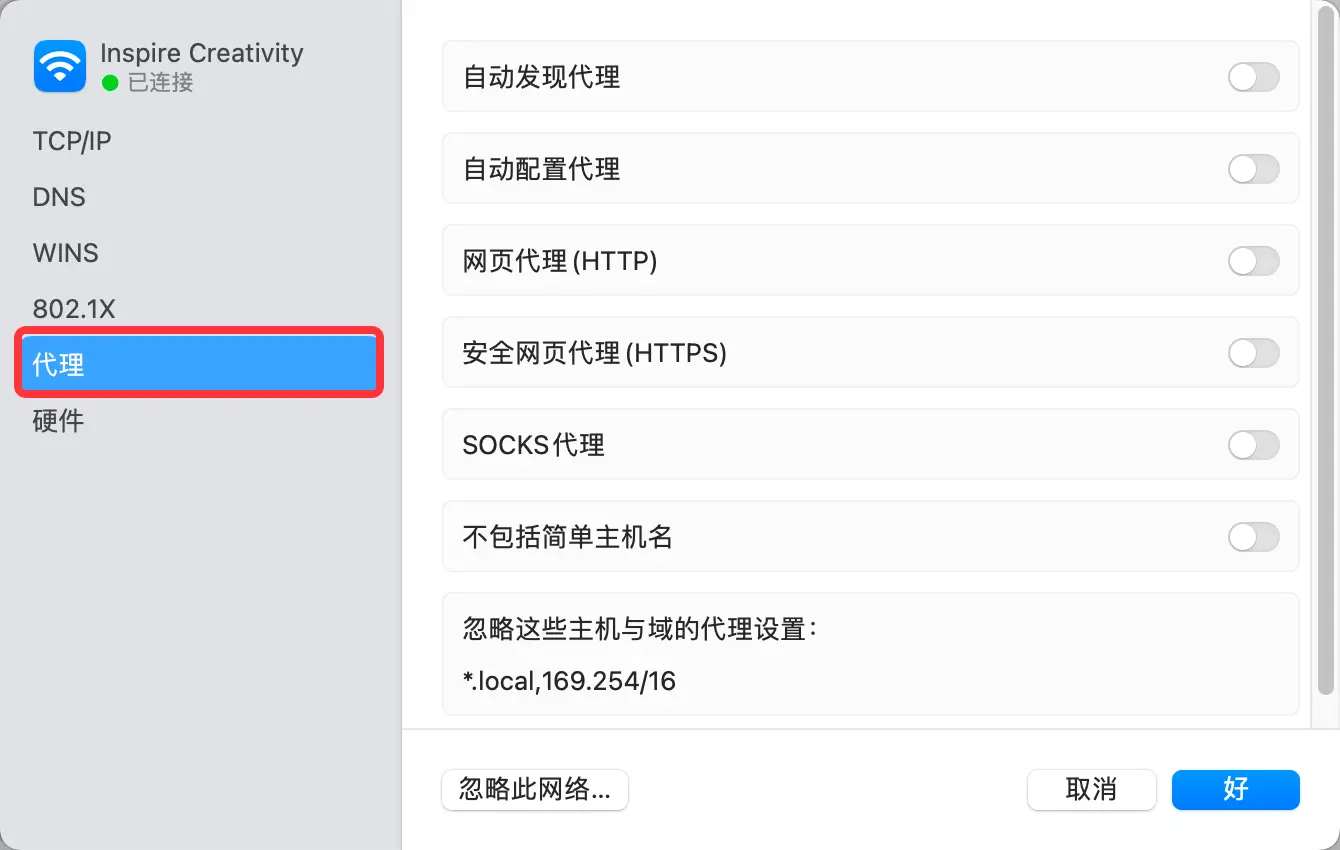 Inspire Creativity
已连接
TCP/IP
DNS
WINS
802.1X
代理
硬件
自动发现代理
自动配置代理
网页代理(HTTP)
安全网页代理(HTTPS)
SOCKS代理
不包括简单主机名
忽略这些主机与域的代理设置：
*.local,169.254/16
忽略此网络...
取消
好